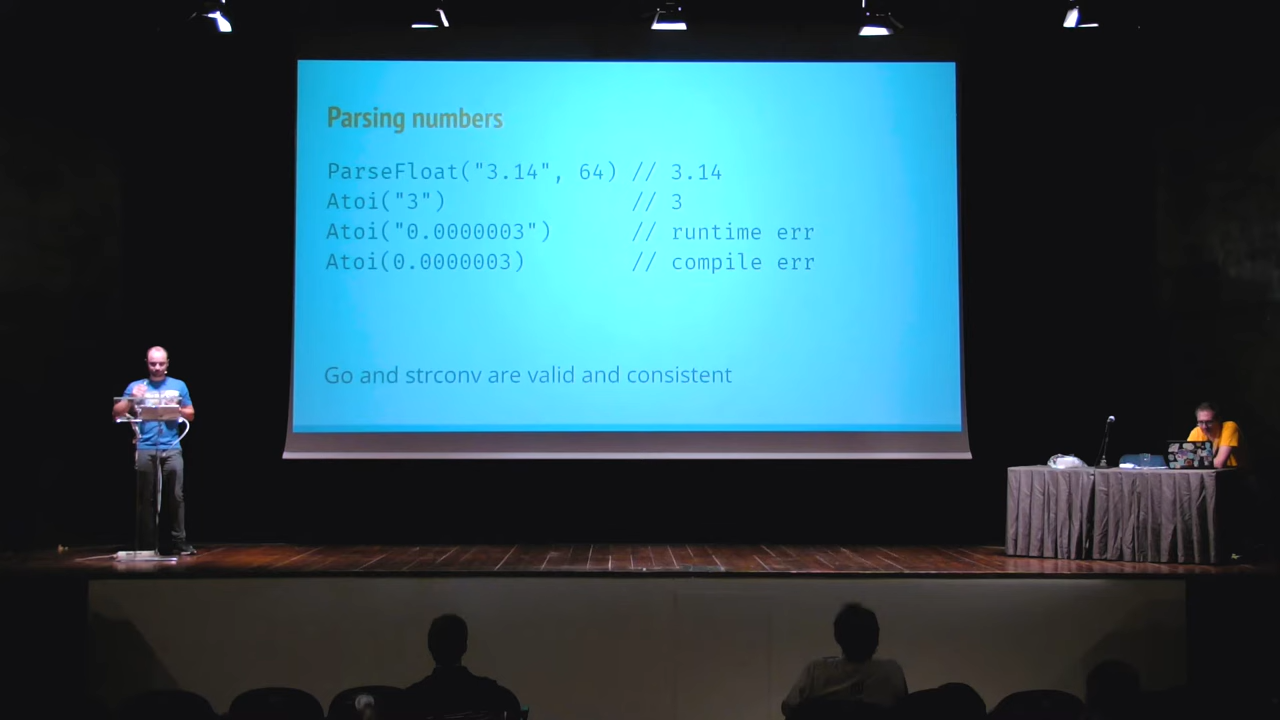 Parsing numbers
ParseFloat("3.14", 64) // 3.14
Atoi("3") // 3
Atoi("0.0000003") // runtime err
Atoi(0.0000003) // compile err
Go and strconv are valid and consistent